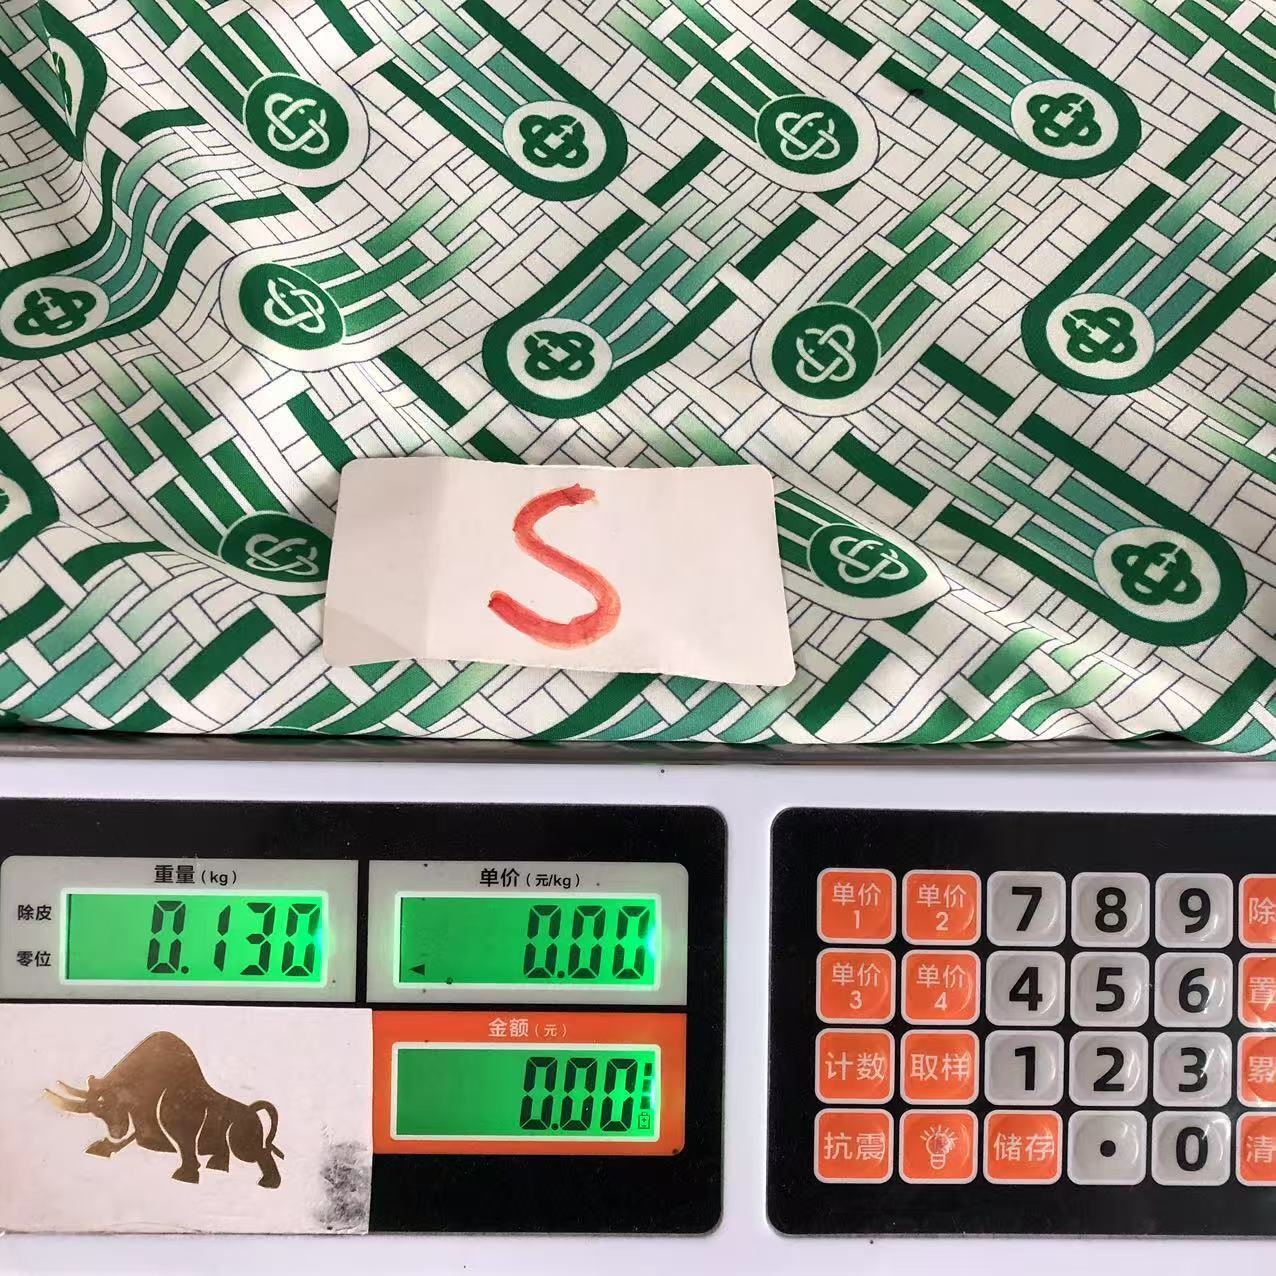 S
重量(kg)
除皮
零位
0.130
单价(元/kg)
0.00
金额(元)
0.00
单价1 单价2 7 8 9 除
单价3 单价4 4 5 6 置
计数 取样 1 2 3 累
抗震 储存 · 0 清